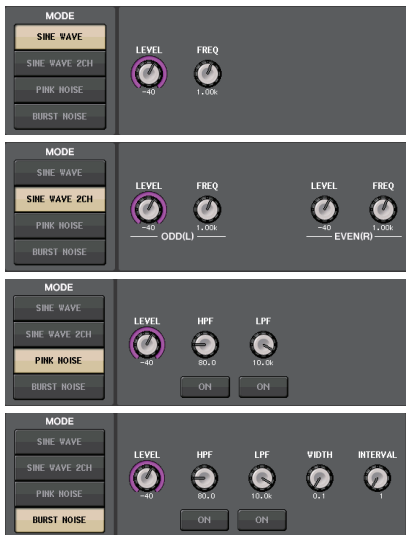 MODE
SINE WAVE
SINE WAVE 2CH
PINK NOISE
BURST NOISE
LEVEL FREQ
-40 1.00k
MODE
SINE WAVE
SINE WAVE 2CH
PINK NOISE
BURST NOISE
LEVEL FREQ LEVEL FREQ
-40 1.00k -40 1.00k
ODD(L) EVEN(R)
MODE
SINE WAVE
SINE WAVE 2CH
PINK NOISE
BURST NOISE
LEVEL HPF LPF
-40 80.0 10.0k
ON ON
MODE
SINE WAVE
SINE WAVE 2CH
PINK NOISE
BURST NOISE
LEVEL HPF LPF WIDTH INTERVAL
-40 80.0 10.0k 0.1 1
ON ON